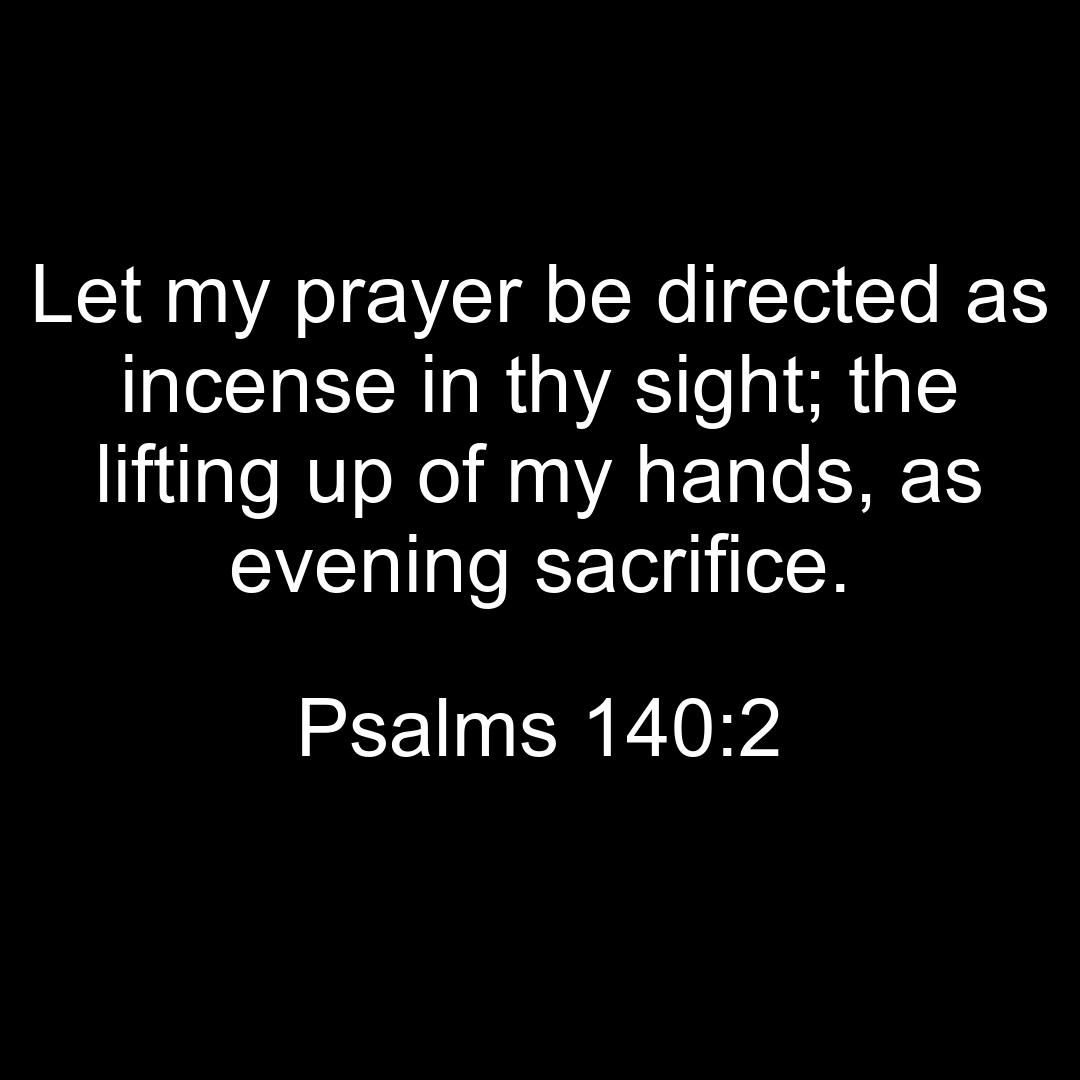 Let my prayer be directed as
incense in thy sight; the
lifting up of my hands, as
evening sacrifice.
Psalms 140:2